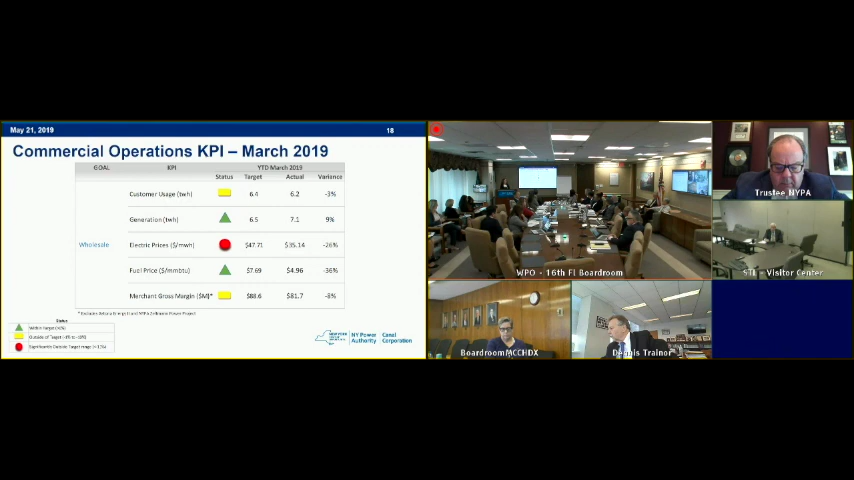 May 21, 2019 18
Commercial Operations KPI – March 2019
GOAL KPI YTD March 2019
Status Target Actual Variance
Customer Usage (twh) 6.4 6.2 -3%
Generation (twh) 6.5 7.1 9%
Wholesale Electric Prices ($/mwh) $47.71 $35.14 -26%
Fuel Price ($/mmbtu) $7.69 $4.96 -36%
Merchant Gross Margin ($M)* $88.6 $81.7 -8%
Status
NY Power Authority
Canal Corporation
WPO - 16th Fl Boardroom
Trustee NYPA
STL - Visitor Center
BoardroomMCCHDX
Dennis Trainor